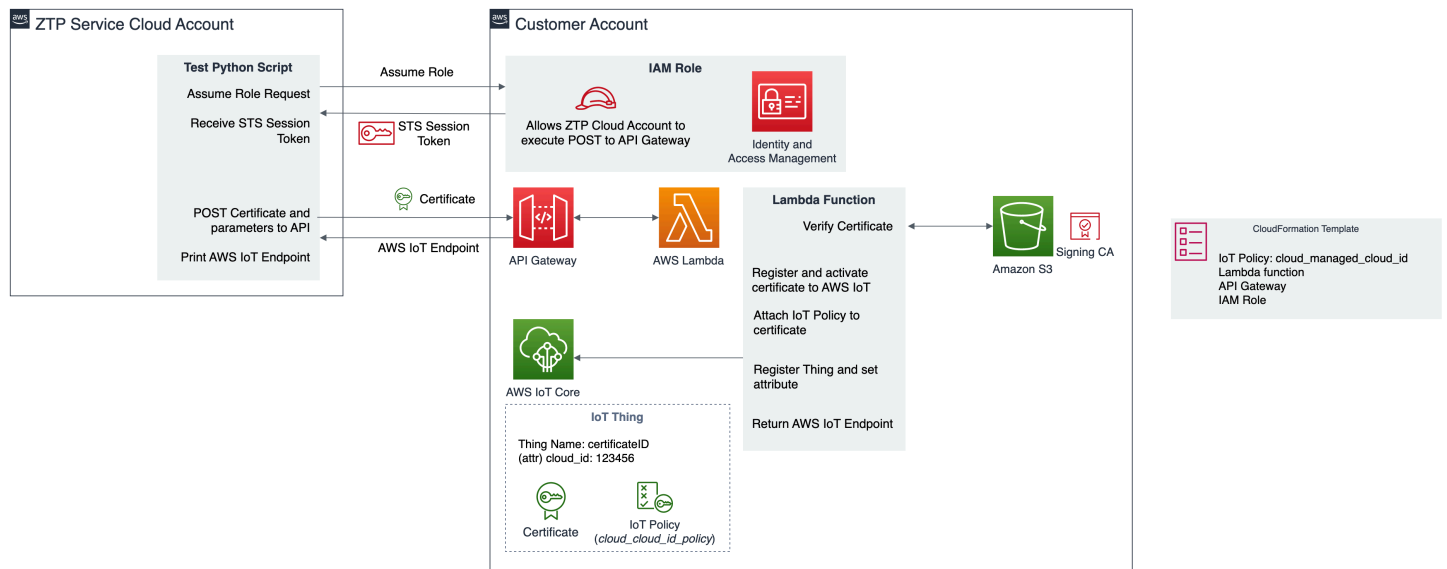 aws
ZTP Service Cloud Account
Test Python Script
Assume Role Request
Receive STS Session
Token
POST Certificate and
parameters to API
Print AWS IoT Endpoint
Assume Role
STS Session
Token
Certificate
AWS IoT Endpoint
aws
Customer Account
IAM Role
Allows ZTP Cloud Account to
execute POST to API Gateway
Identity and
Access Management
API Gateway
AWS Lambda
Lambda Function
Verify Certificate
Register and activate
certificate to AWS IoT
Attach IoT Policy to
certificate
Register Thing and set
attribute
Return AWS IoT Endpoint
Amazon S3
Signing CA
AWS IoT Core
IoT Thing
Thing Name: certificateID
(attr) cloud_id: 123456
Certificate
IoT Policy
(cloud_cloud_id_policy)
CloudFormation Template
IoT Policy: cloud_managed_cloud_id
Lambda function
API Gateway
IAM Role